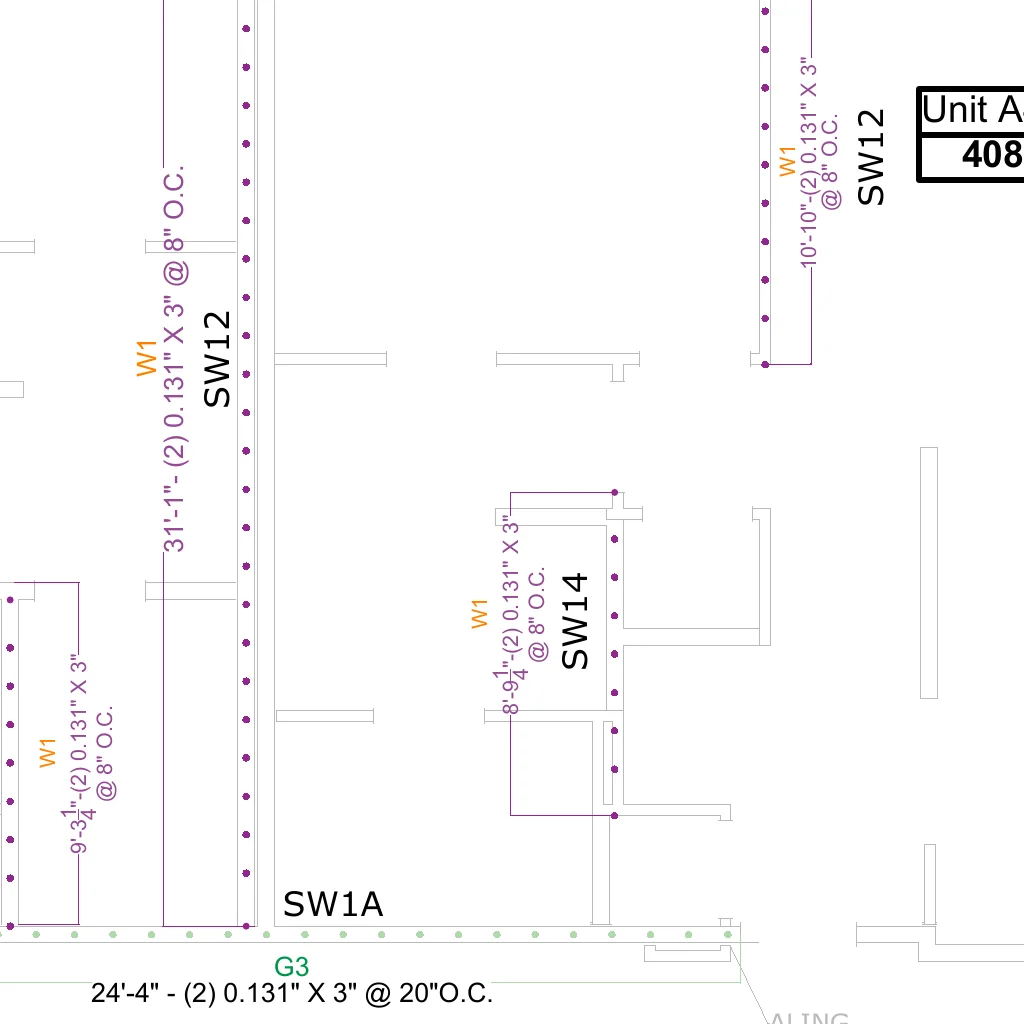 Unit A
408
W1
10'-10"-(2) 0.131" X 3"
@ 8" O.C.
SW12
W1
31'-1"- (2) 0.131" X 3" @ 8" O.C.
SW12
W1
8'-9 1/4"-(2) 0.131" X 3"
@ 8" O.C.
SW14
W1
9'-3 1/4"-(2) 0.131" X 3"
@ 8" O.C.
SW1A
G3
24'-4" - (2) 0.131" X 3" @ 20"O.C.
ALING